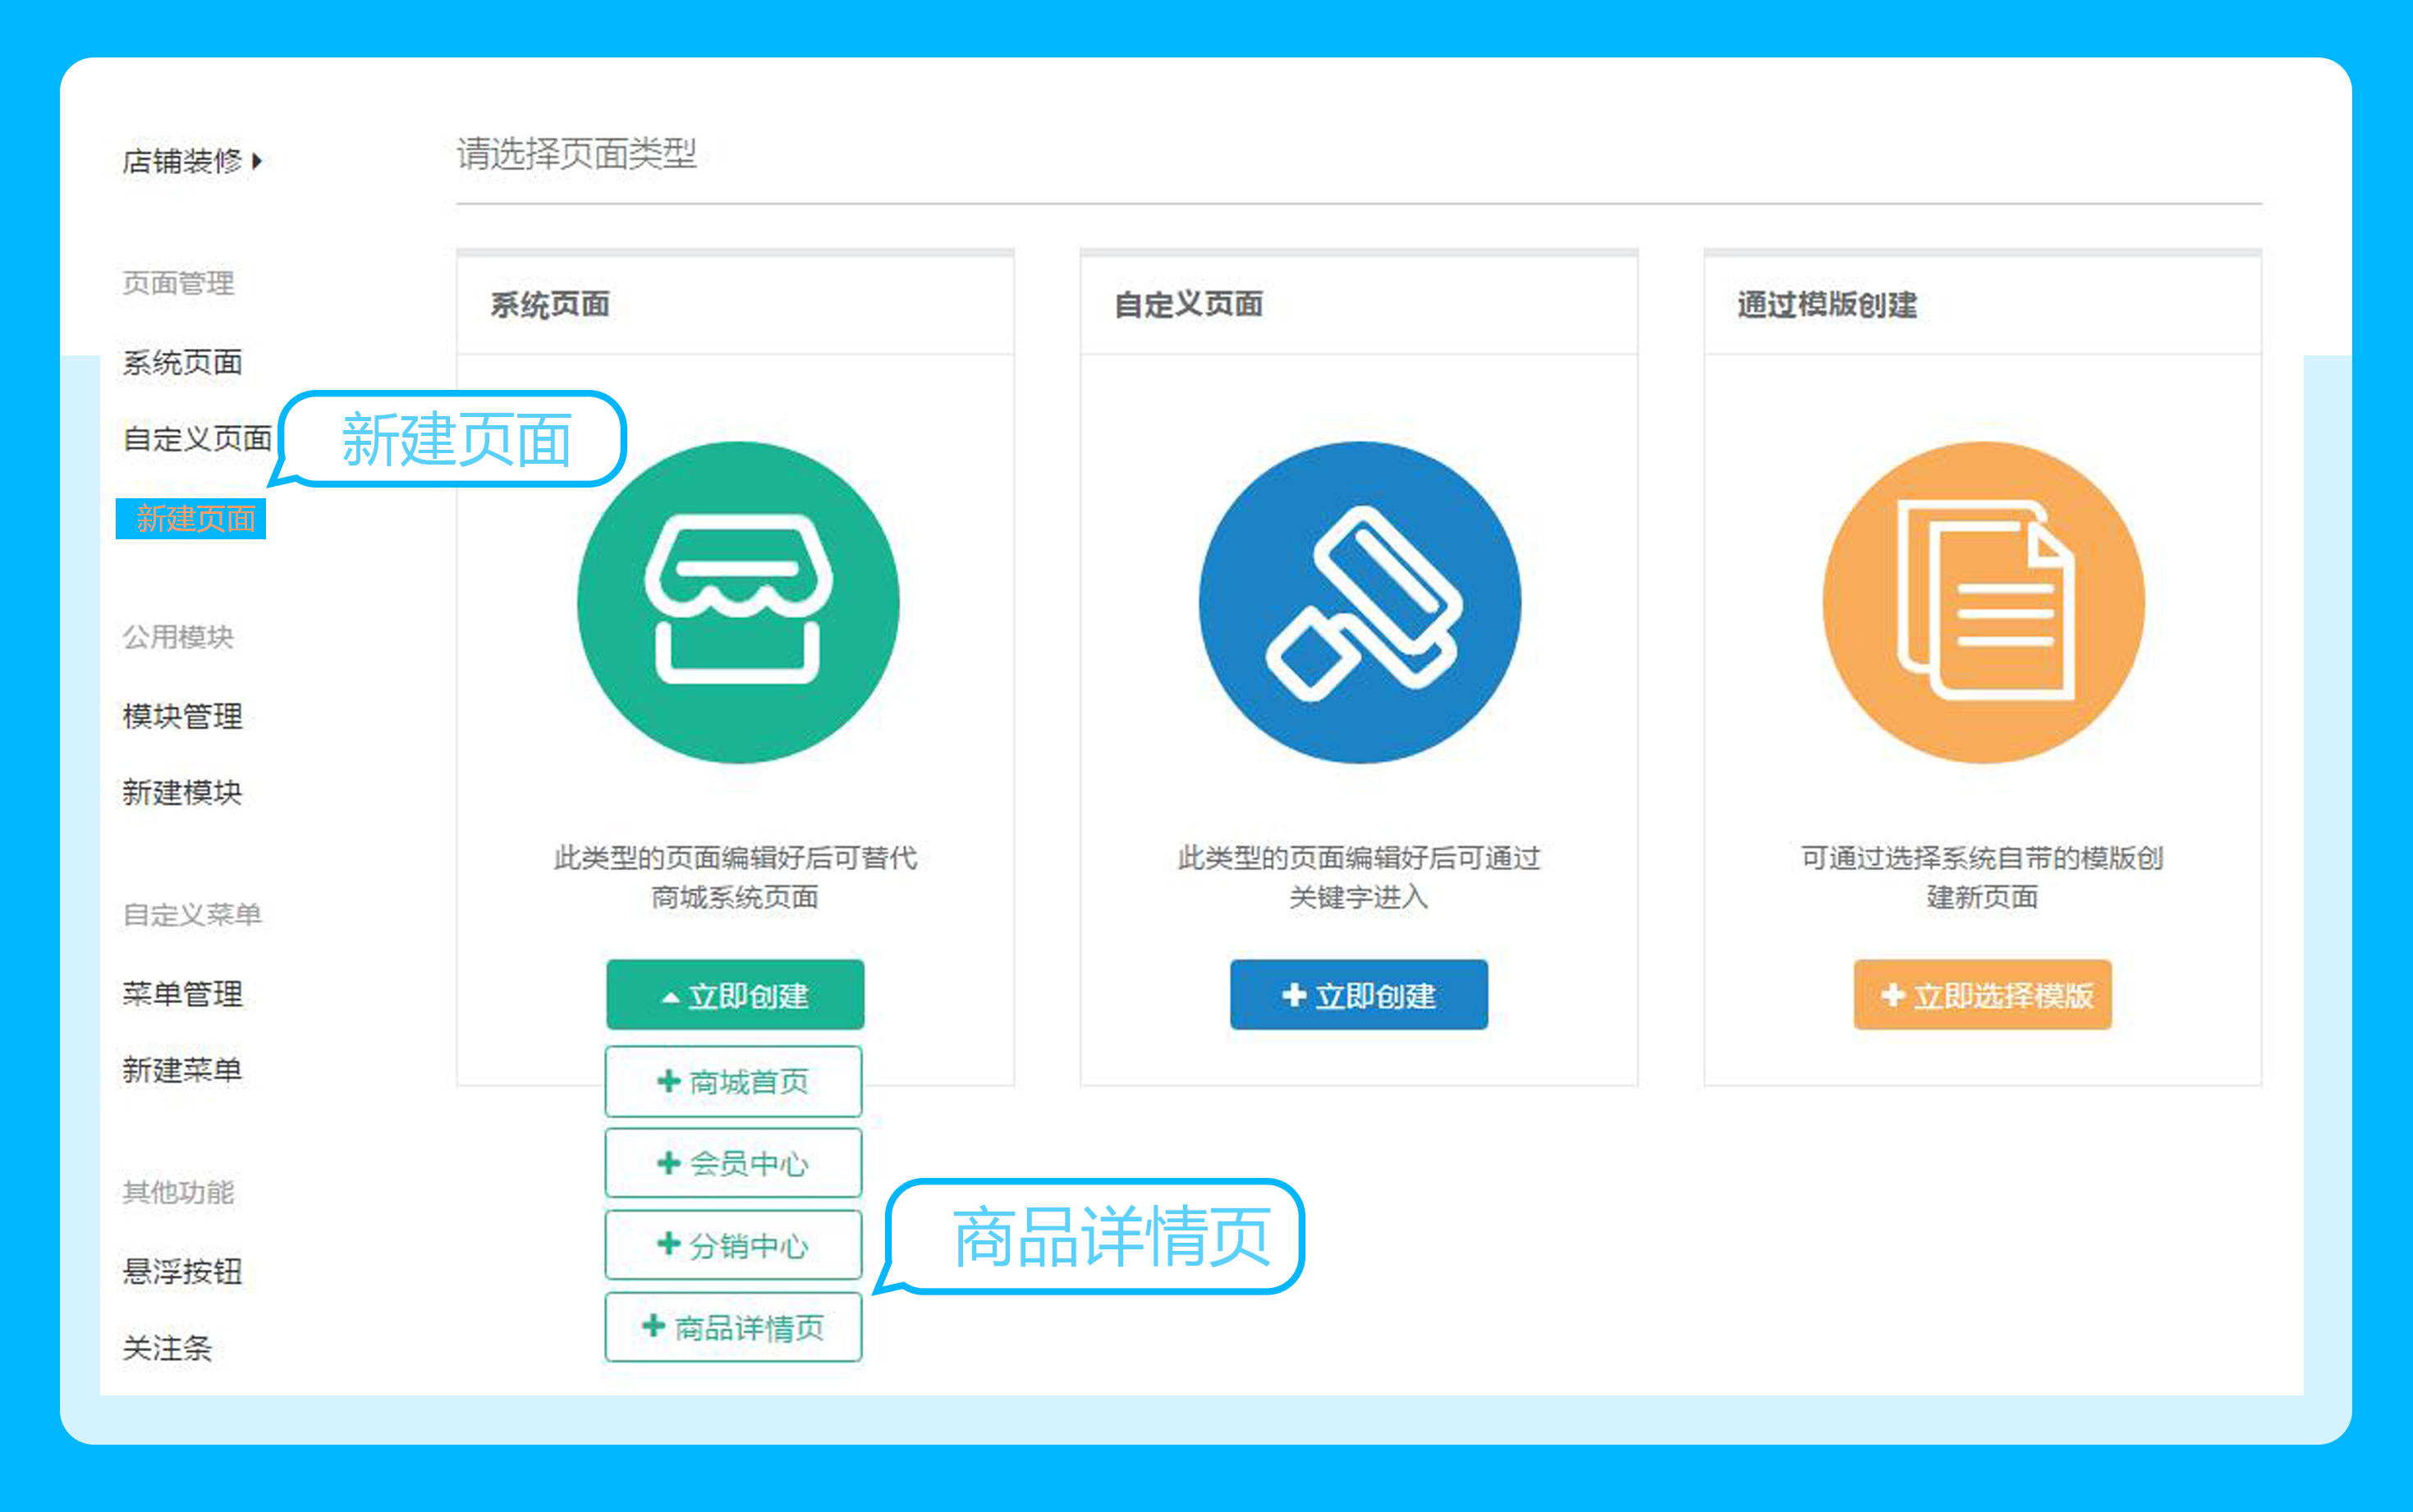 店铺装修
页面管理
系统页面
自定义页面
新建页面
新建页面
公用模块
模块管理
新建模块
自定义菜单
菜单管理
新建菜单
其他功能
悬浮按钮
关注条
请选择页面类型
系统页面
此类型的页面编辑好后可替代
商城系统页面
立即创建
商城首页
会员中心
分销中心
商品详情页
商品详情页
自定义页面
此类型的页面编辑好后可通过
关键字进入
立即创建
通过模版创建
可通过选择系统自带的模版创
建新页面
立即选择模版